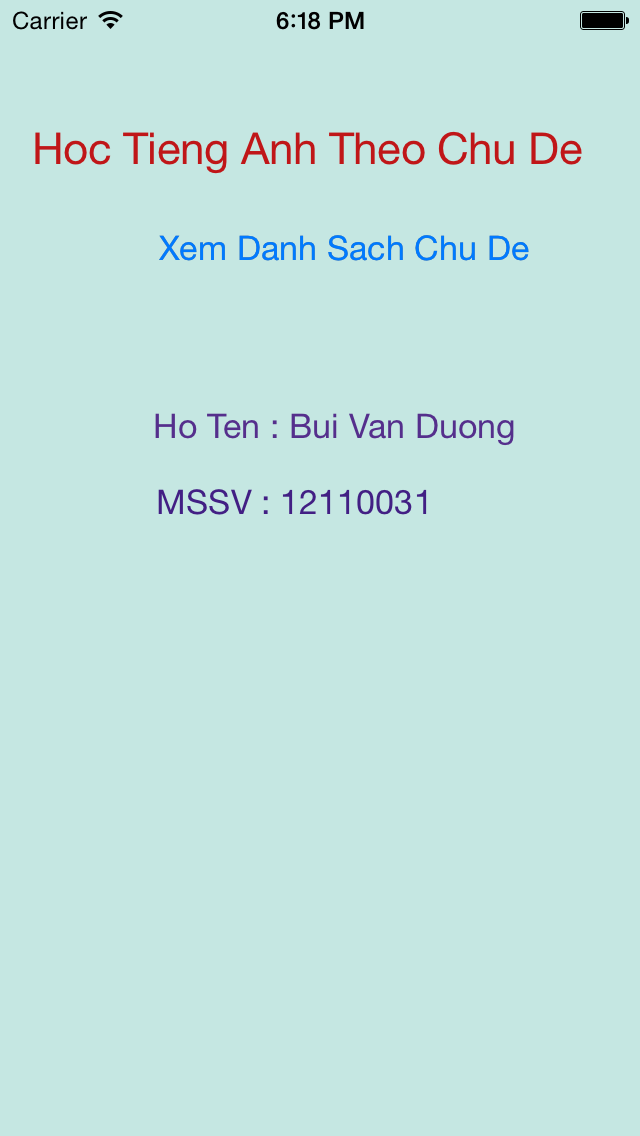 Carrier 6:18 PM
Hoc Tieng Anh Theo Chu De
Xem Danh Sach Chu De
Ho Ten : Bui Van Duong
MSSV : 12110031